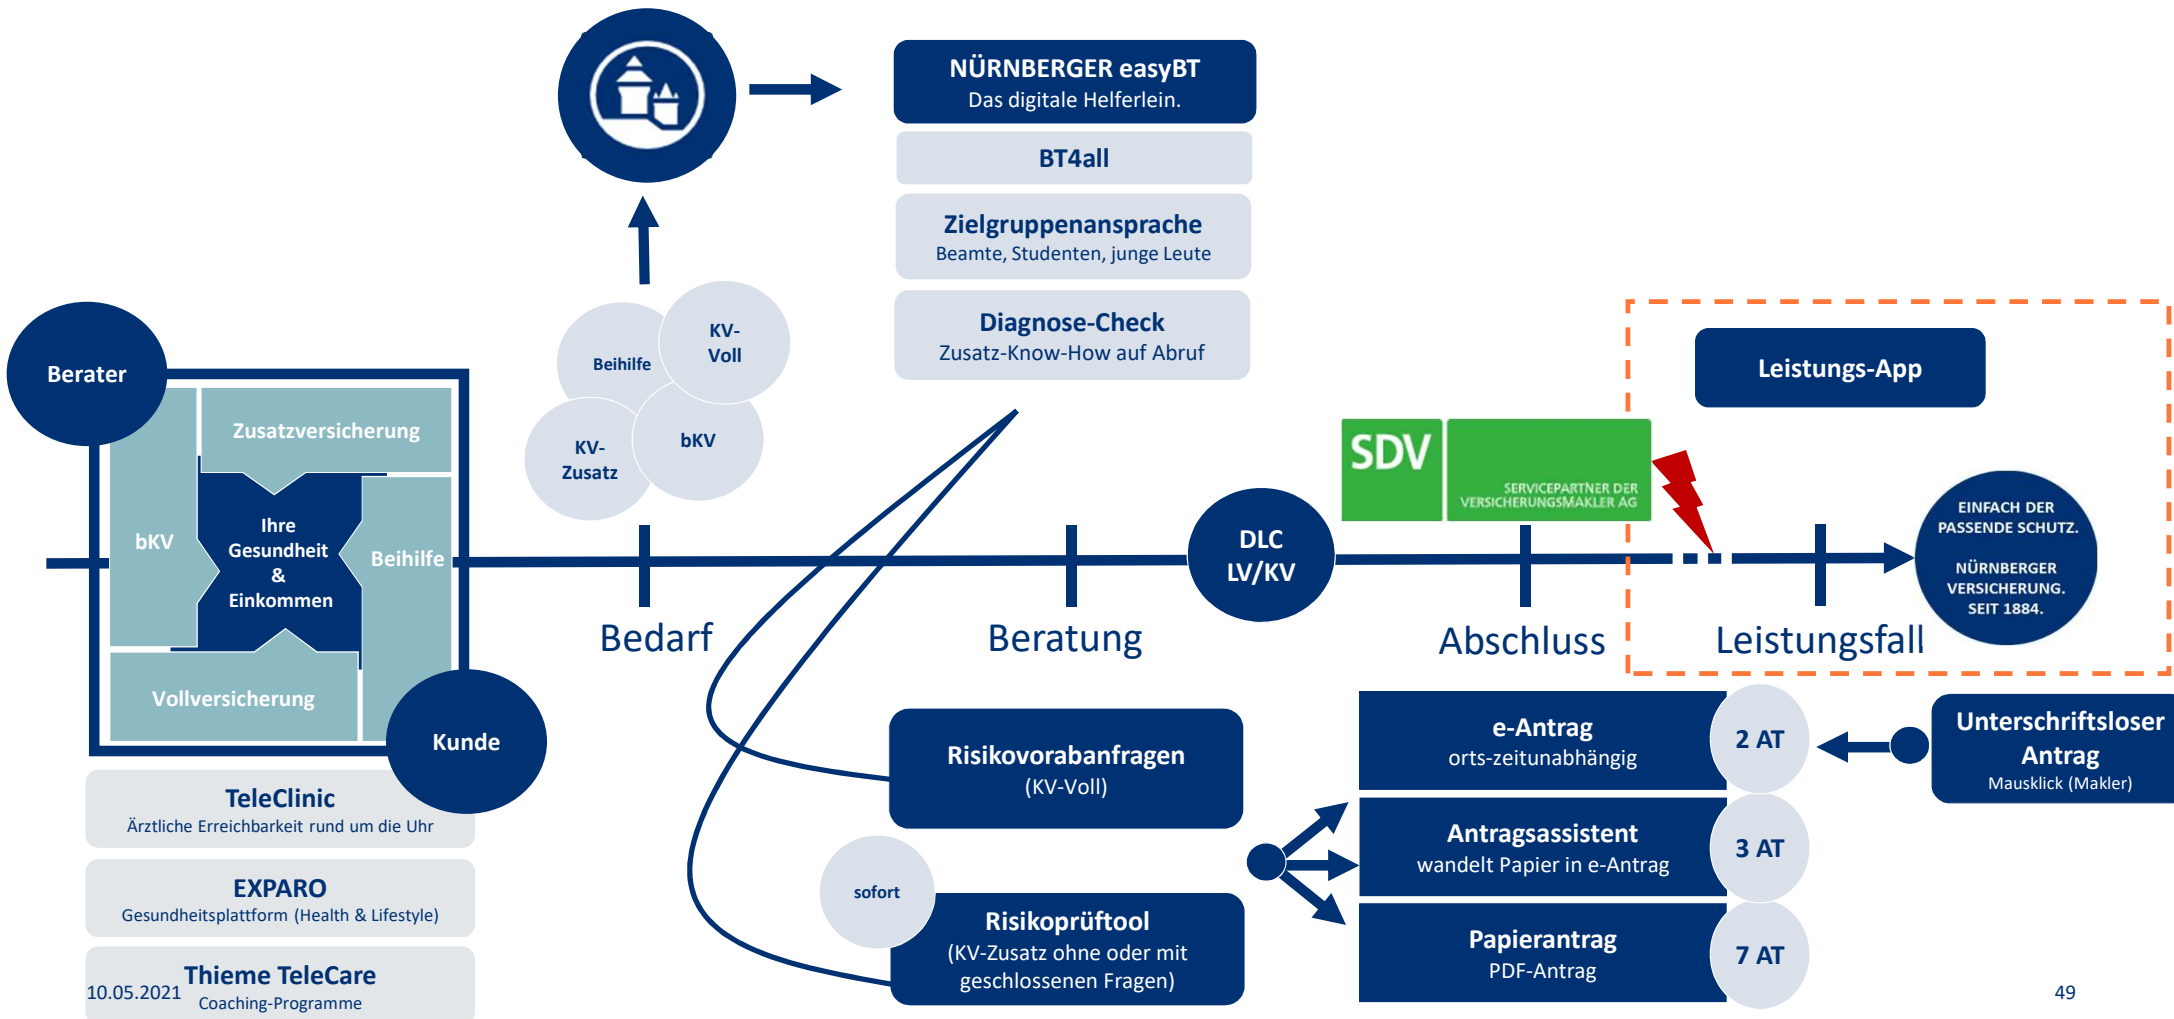 NÜRNBERGER easyBT
Das digitale Helferlein.
BT4all
Zielgruppenansprache
Beamte, Studenten, junge Leute
Diagnose-Check
Zusatz-Know-How auf Abruf
Beihilfe
KV-
Voll
KV-
Zusatz
bKV
Berater
Zusatzversicherung
bKV
Ihre
Gesundheit
&
Einkommen
Beihilfe
Vollversicherung
Kunde
TeleClinic
Ärztliche Erreichbarkeit rund um die Uhr
EXPARO
Gesundheitsplattform (Health & Lifestyle)
Thieme TeleCare
Coaching-Programme
10.05.2021
Bedarf
Beratung
DLC
LV/KV
Abschluss
Leistungsfall
SDV
SERVICEPARTNER DER
VERSICHERUNGSMAKLER AG
Leistungs-App
EINFACH DER
PASSENDE SCHUTZ.
NÜRNBERGER
VERSICHERUNG.
SEIT 1884.
Risikovorabanfragen
(KV-Voll)
sofort
Risikoprüftool
(KV-Zusatz ohne oder mit
geschlossenen Fragen)
e-Antrag
orts-zeitunabhängig
2 AT
Antragsassistent
wandelt Papier in e-Antrag
3 AT
Papierantrag
PDF-Antrag
7 AT
Unterschriftsloser
Antrag
Mausklick (Makler)
49